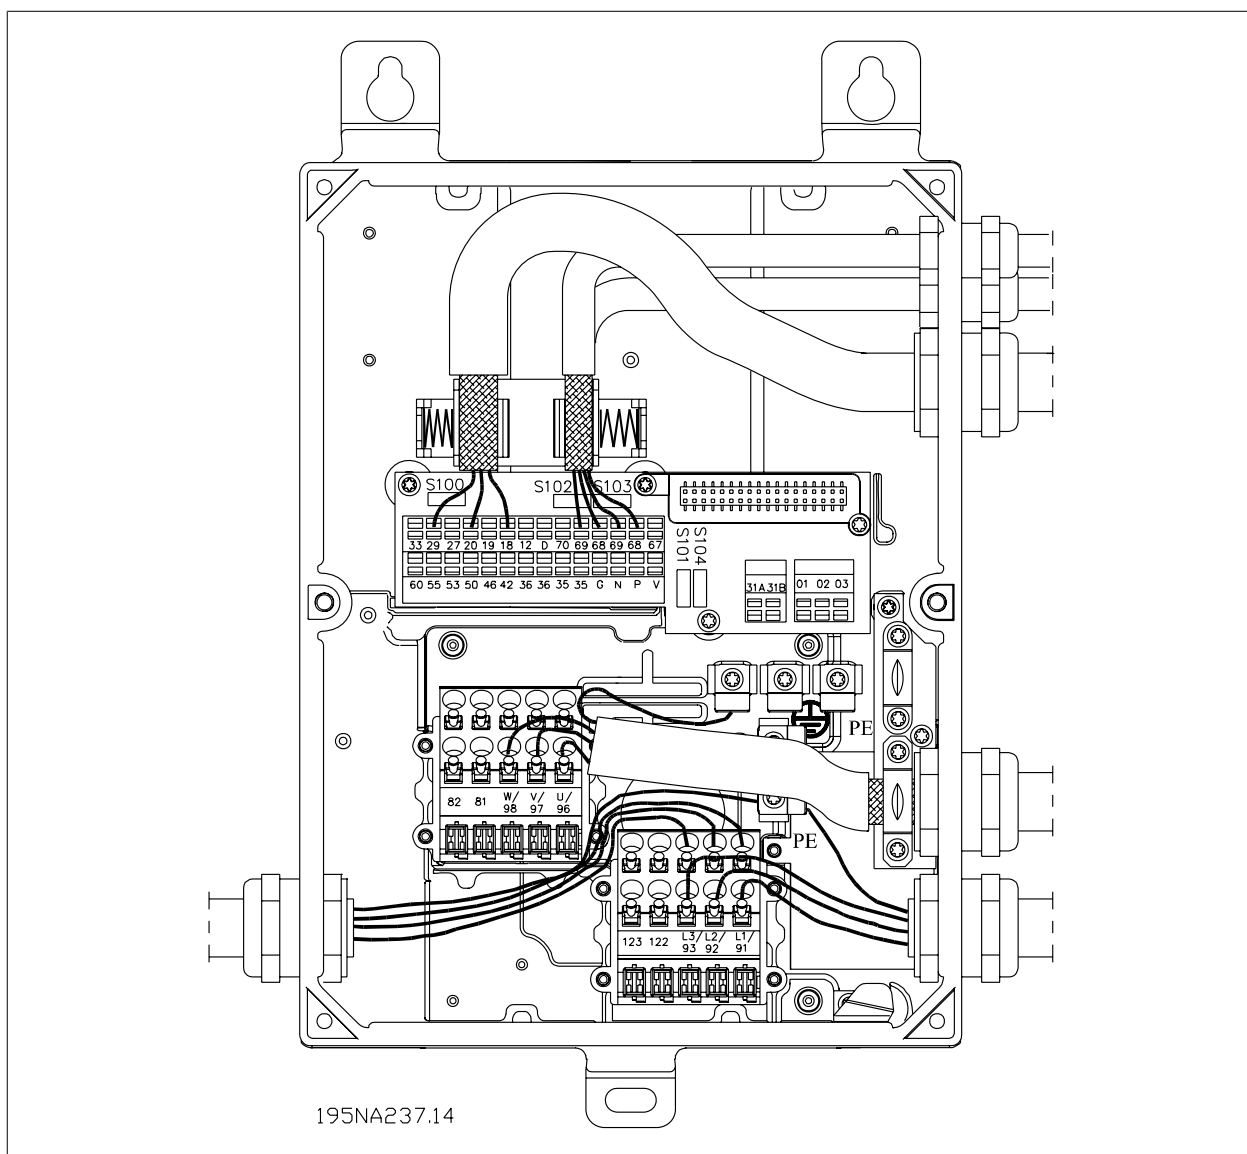 S100
S102
S103
S101
S104
33 29 27 20 19 18 12 D 70 69 68 69 68 67
60 55 53 50 46 42 36 36 35 35 G N P V
31A 31B
01 02 03
PE
82 81 W/ V/ U/
98 97 96
PE
123 122 L3/ L2/ L1/
93 92 91
195NA237.14